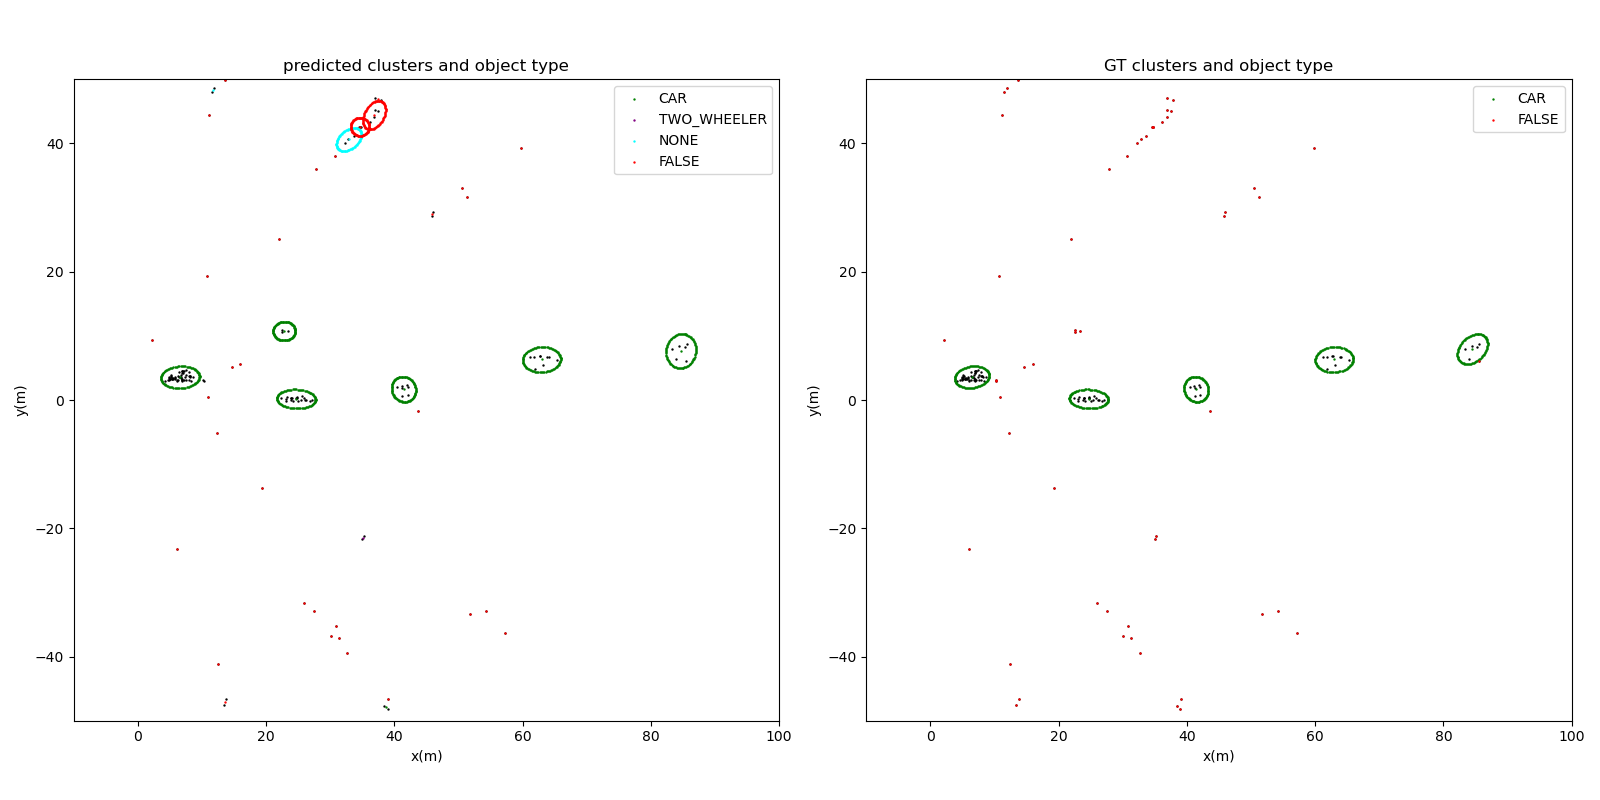 predicted clusters and object type
CAR
TWO_WHEELER
NONE
FALSE
40
20
0
−20
−40
y(m)
0 20 40 60 80 100
x(m)
GT clusters and object type
CAR
FALSE
40
20
0
−20
−40
y(m)
0 20 40 60 80 100
x(m)